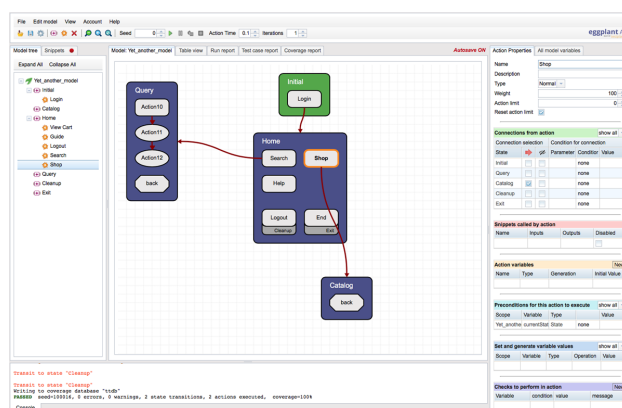 File Edit model View Account Help
Seed 0 Action Time 0.1 Iterations 1
eggplant
Model tree Snippets
Model: Yet_another_model Table view Run report Test case report Coverage report Autosave ON
Action Properties All model variables
Expand All Collapse All
Yet_another_model
Initial
Login
Catalog
Home
View Cart
Guide
Logout
Search
Shop
Query
Cleanup
Exit
Query
Action10
Action11
Action12
back
Initial
Login
Home
Search Shop
Help
Logout End
Cleanup Exit
Catalog
back
Name Shop
Description
Type Normal
Weight 100
Action limit 0
Reset action limit
Connections from action show all
Connection selection Condition for connection
State Parameter Condition Value
Initial none
Query none
Catalog none
Cleanup none
Exit none
Snippets called by action
Name Inputs Outputs Disabled
Action variables Nev
Name Type Generation Initial Value
Preconditions for this action to execute show all
Scope Variable Type Value
Yet_anothe currentStat State none
Set and generate variable values show all
Scope Variable Type Operation Value
Checks to perform in action Nev
Variable condition value message
Transit to state "Cleanup"
Transit to state "Cleanup"
Writing to coverage database "ttdb"
PASSED seed=100016, 0 errors, 0 warnings, 2 state transitions, 2 actions executed, coverage=100%
Console